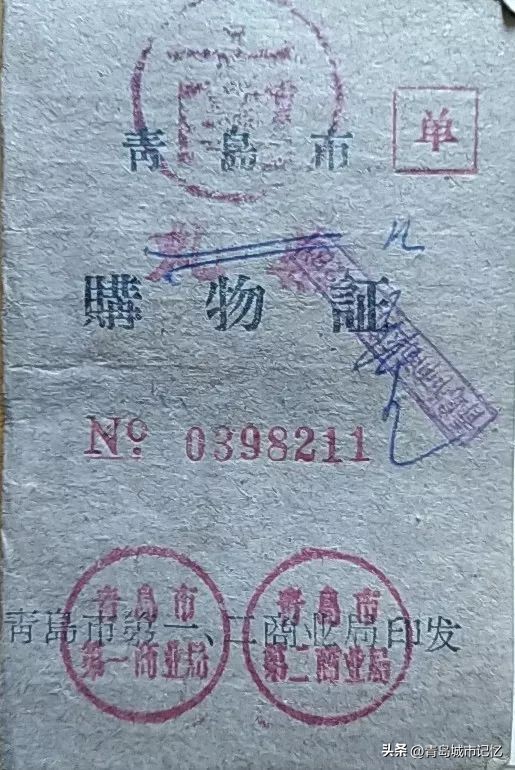 单
青島市
購物証
Nº 0398211
青島市
第一商业局
青島市
第二商业局
青島市第一、二商业局印发
头条 @青岛城市记忆